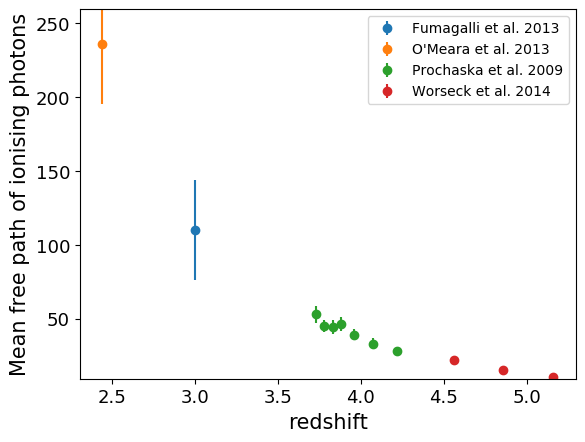 Mean free path of ionising photons
250
200
150
100
50
Fumagalli et al. 2013
O'Meara et al. 2013
Prochaska et al. 2009
Worseck et al. 2014
2.5 3.0 3.5 4.0 4.5 5.0
redshift